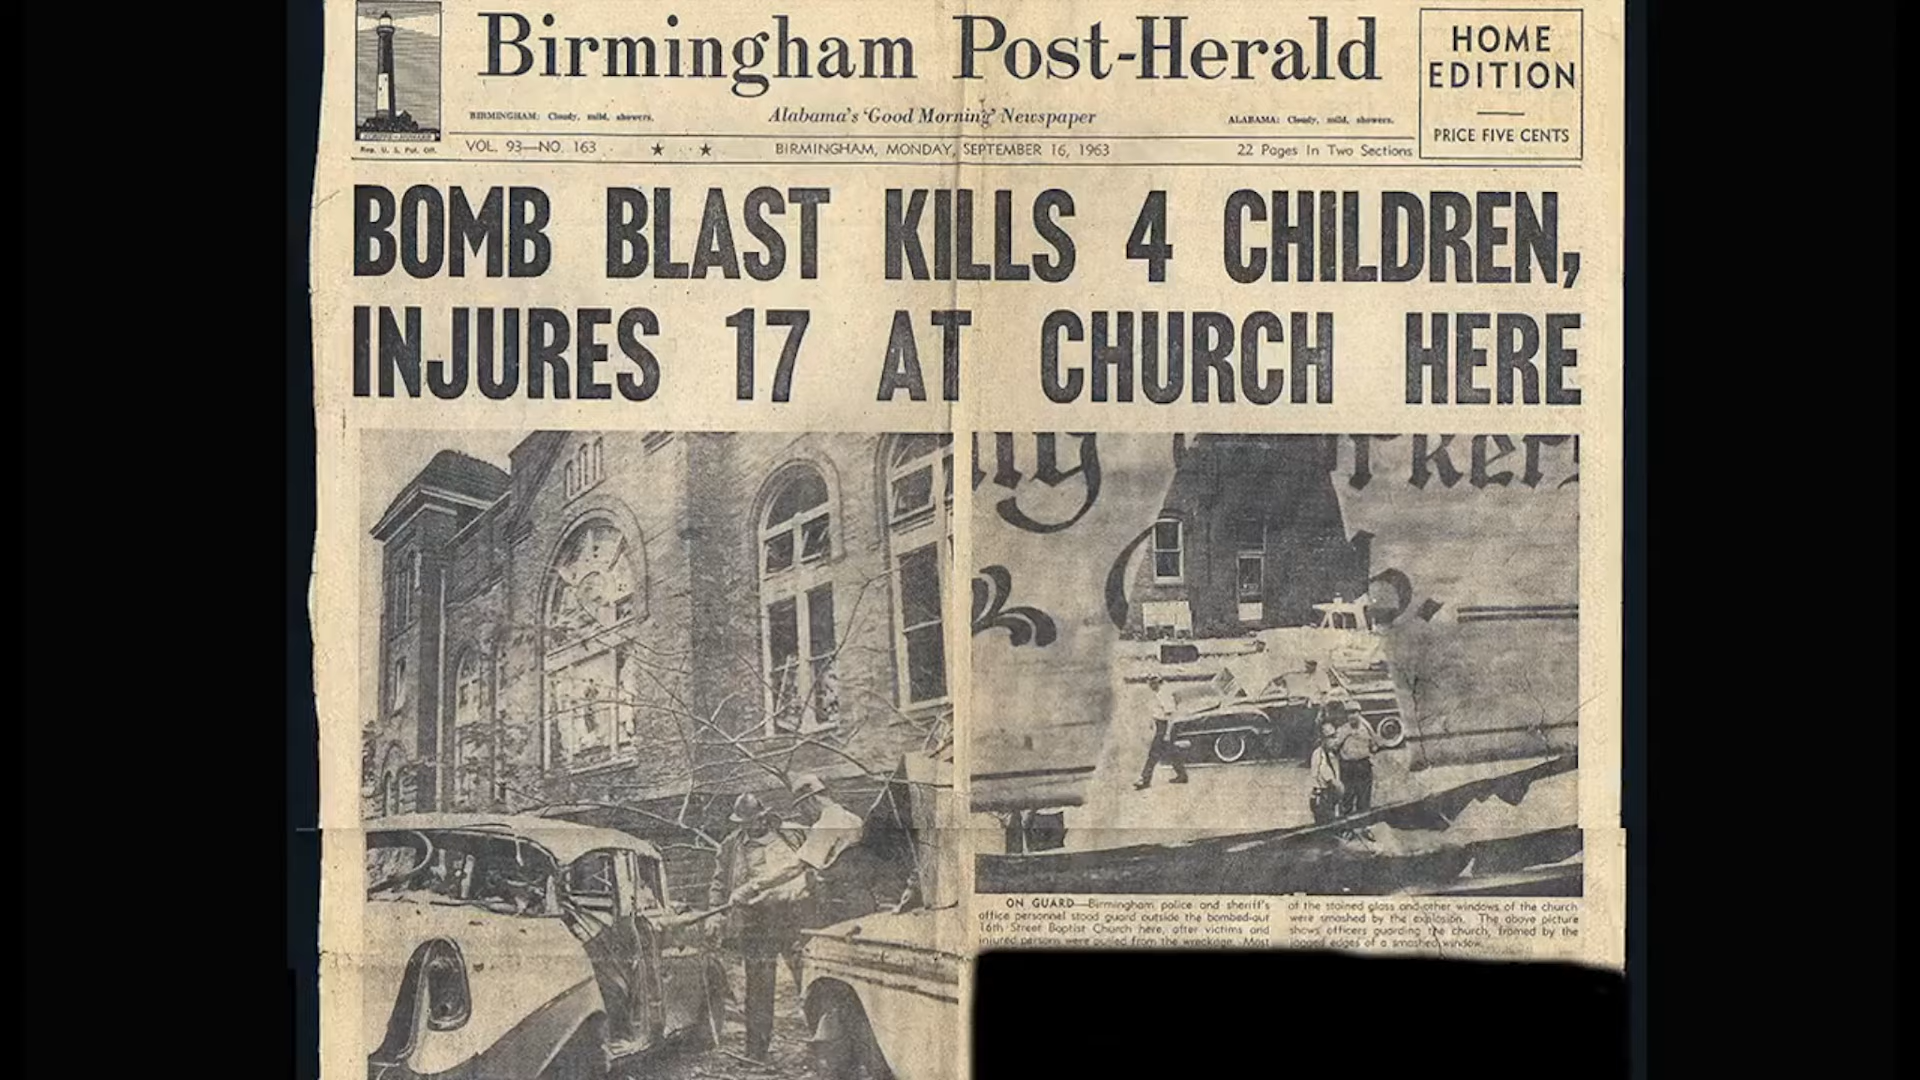 Birmingham Post-Herald
HOME
EDITION
PRICE FIVE CENTS
BIRMINGHAM: Cloudy, mild, showers.
Alabama's 'Good Morning' Newspaper
ALABAMA: Cloudy, mild, showers.
Reg. U. S. Pat. Off.
VOL. 93—NO. 163
BIRMINGHAM, MONDAY, SEPTEMBER 16, 1963
22 Pages In Two Sections
BOMB BLAST KILLS 4 CHILDREN,
INJURES 17 AT CHURCH HERE
ON GUARD—Birmingham police and sheriff's
office personnel stood guard outside the bombed-out
16th Street Baptist Church here, after victims and
injured persons were pulled from the wreckage. Most
of the stained glass and other windows of the church
were smashed by the explosion. The above picture
shows officers guarding the church, framed by the
jagged edges of a smashed window.